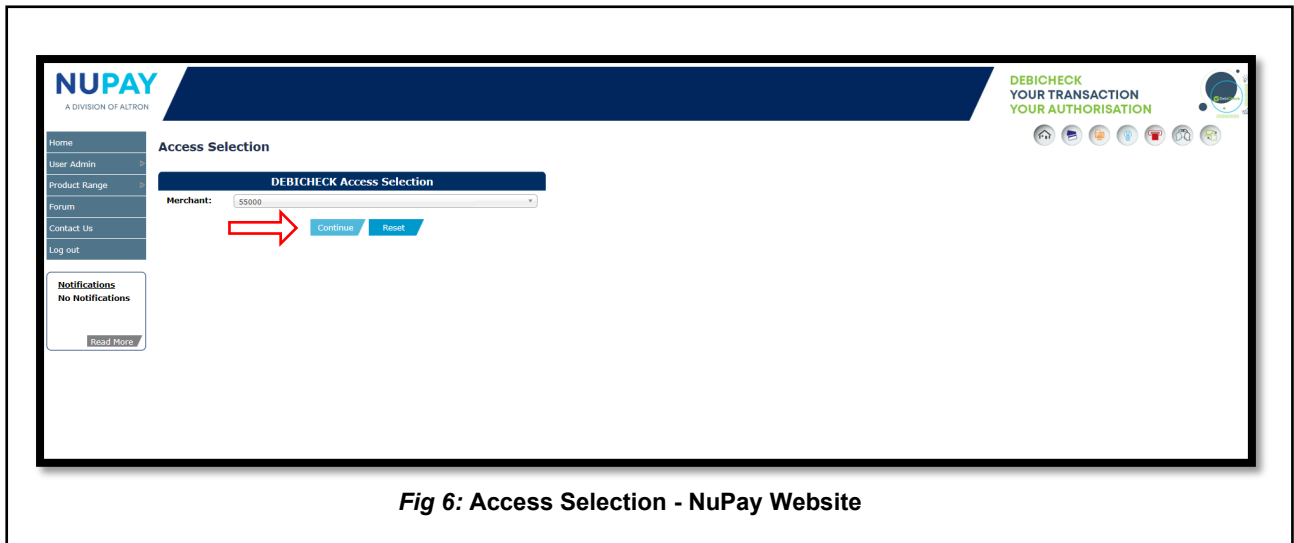 NUPAY
A DIVISION OF ALTRON
DEBICHECK
YOUR TRANSACTION
YOUR AUTHORISATION
Home
User Admin
Product Range
Forum
Contact Us
Log out
Notifications
No Notifications
Read More
Access Selection
DEBICHECK Access Selection
Merchant: 55000
Continue Reset
Fig 6: Access Selection - NuPay Website